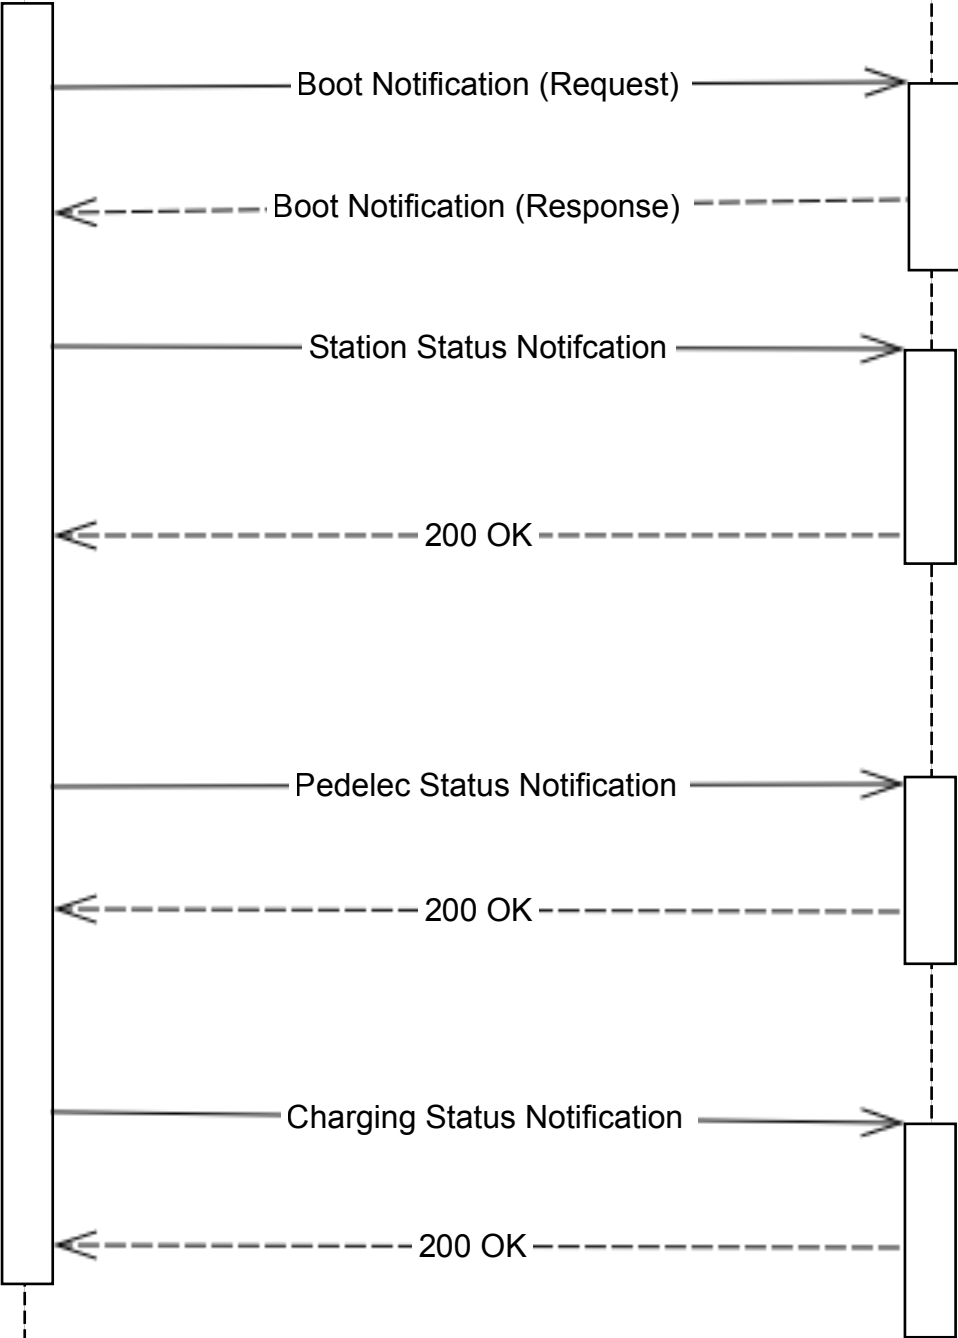 Boot Notification (Request)
Boot Notification (Response)
Station Status Notifcation
200 OK
Pedelec Status Notification
200 OK
Charging Status Notification
200 OK